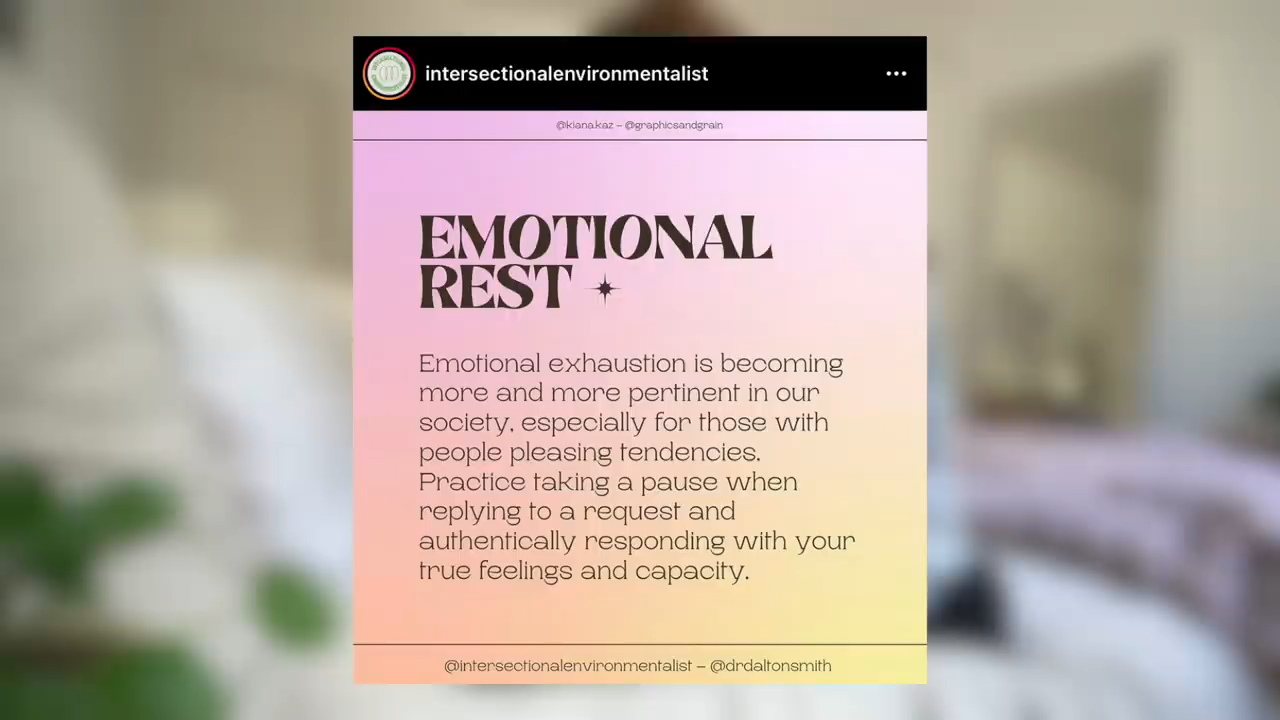 intersectionalenvironmentalist
@kiana.kaz – @graphicsandgrain
EMOTIONAL
REST
Emotional exhaustion is becoming
more and more pertinent in our
society, especially for those with
people pleasing tendencies.
Practice taking a pause when
replying to a request and
authentically responding with your
true feelings and capacity.
@intersectionalenvironmentalist – @drdaltonsmith